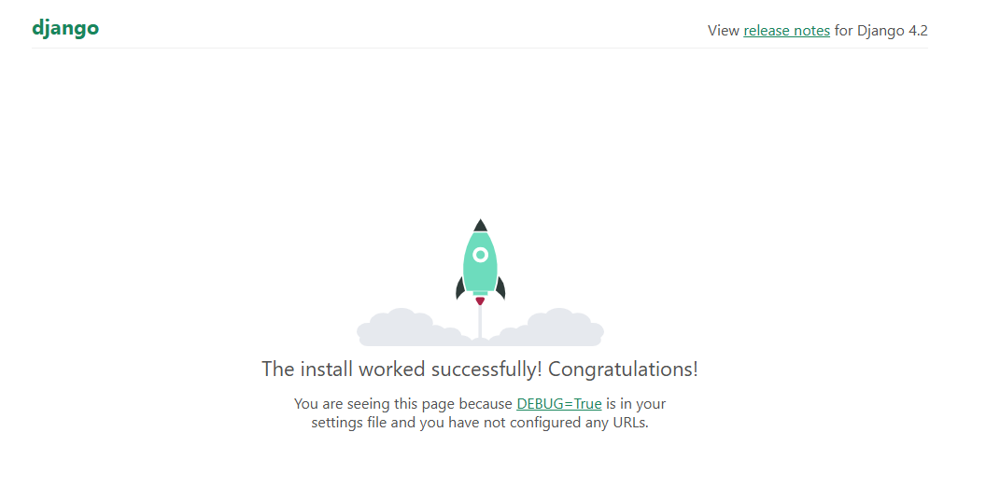 django
View release notes for Django 4.2
The install worked successfully! Congratulations!
You are seeing this page because DEBUG=True is in your
settings file and you have not configured any URLs.